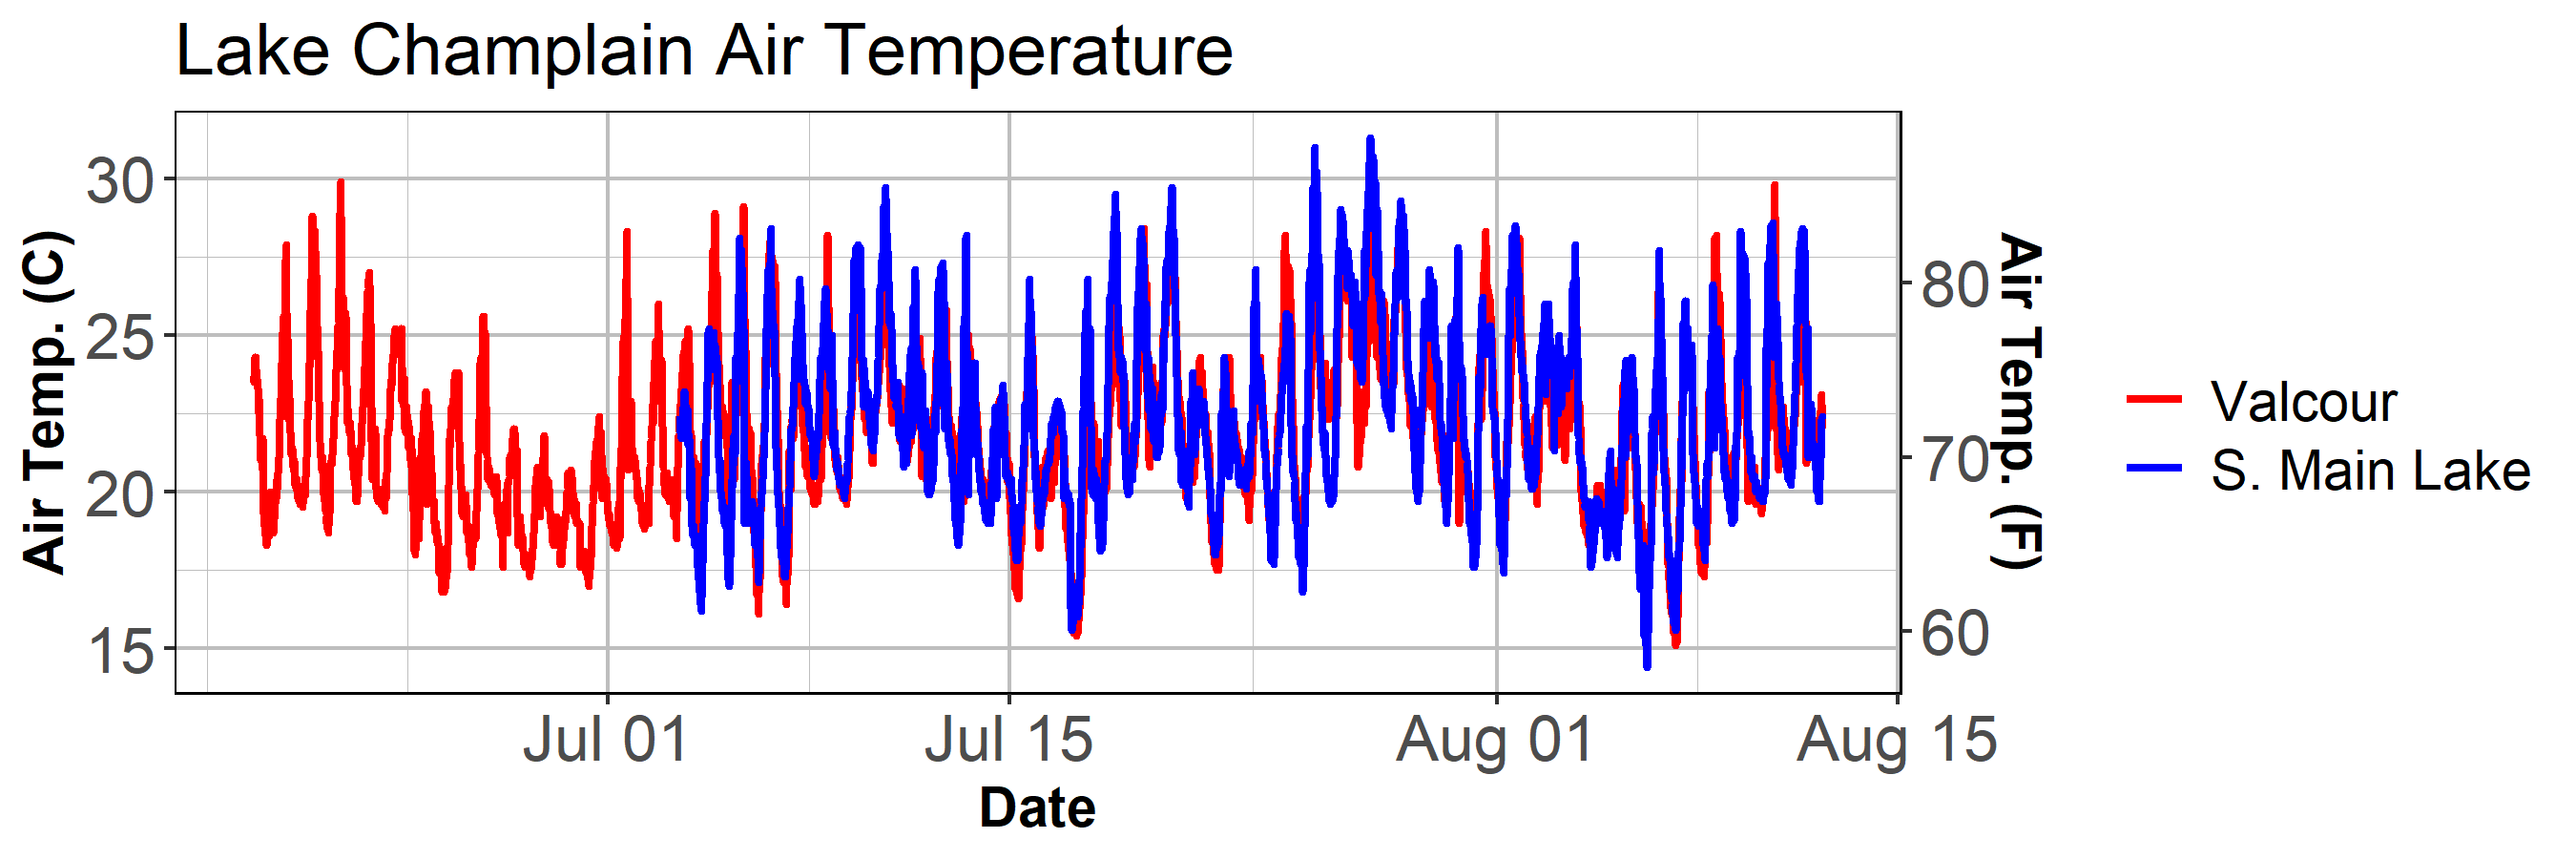 Lake Champlain Air Temperature
Air Temp. (C)
30
25
20
15
80
70
60
Air Temp. (F)
Jul 01
Jul 15
Aug 01
Aug 15
Date
Valcour
S. Main Lake